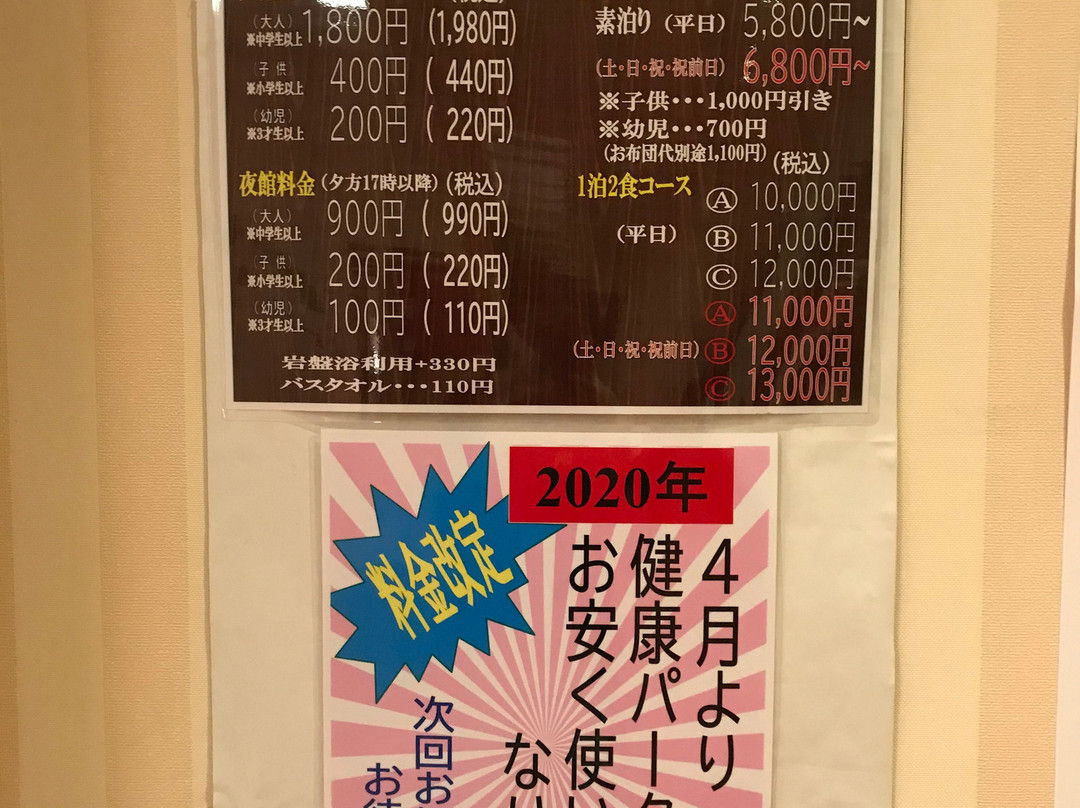 (大人)
※中学生以上 1,800円 (1,980円)
(子供)
※小学生以上 400円 (440円)
(幼児)
※3才生以上 200円 (220円)
夜館料金 (夕方17時以降) (税込)
(大人)
※中学生以上 900円 (990円)
(子供)
※小学生以上 200円 (220円)
(幼児)
※3才生以上 100円 (110円)
岩盤浴利用+330円
バスタオル・・・110円
素泊り (平日) 5,800円~
(土・日・祝・祝前日) 6,800円~
※子供・・・1,000円引き
※幼児・・・700円
(お布団代別途1,100円)
(税込)
1泊2食コース
Ⓐ 10,000円
(平日) Ⓑ 11,000円
Ⓒ 12,000円
Ⓐ 11,000円
(土・日・祝・祝前日) Ⓑ 12,000円
Ⓒ 13,000円
2020年
料金改定
4月より
健康パーク
お安く使い
なり
次回お
お待